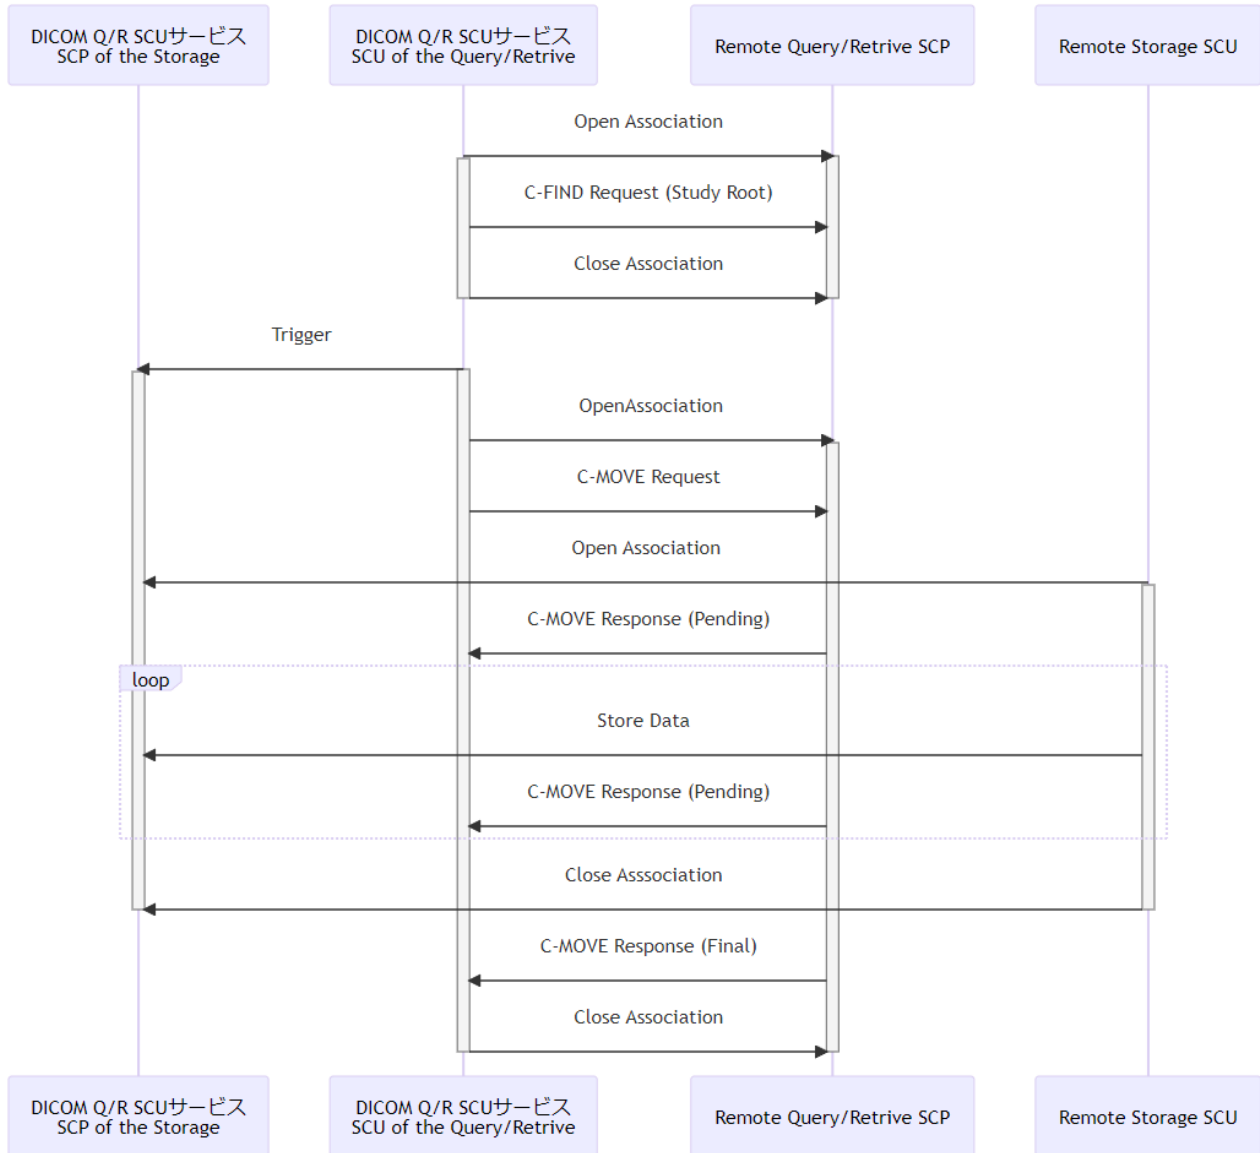 DICOM Q/R SCUサービス
SCP of the Storage
DICOM Q/R SCUサービス
SCU of the Query/Retrive
Remote Query/Retrive SCP
Remote Storage SCU
Open Association
C-FIND Request (Study Root)
Close Association
Trigger
OpenAssociation
C-MOVE Request
Open Association
C-MOVE Response (Pending)
loop
Store Data
C-MOVE Response (Pending)
Close Asssociation
C-MOVE Response (Final)
Close Association
DICOM Q/R SCUサービス
SCP of the Storage
DICOM Q/R SCUサービス
SCU of the Query/Retrive
Remote Query/Retrive SCP
Remote Storage SCU